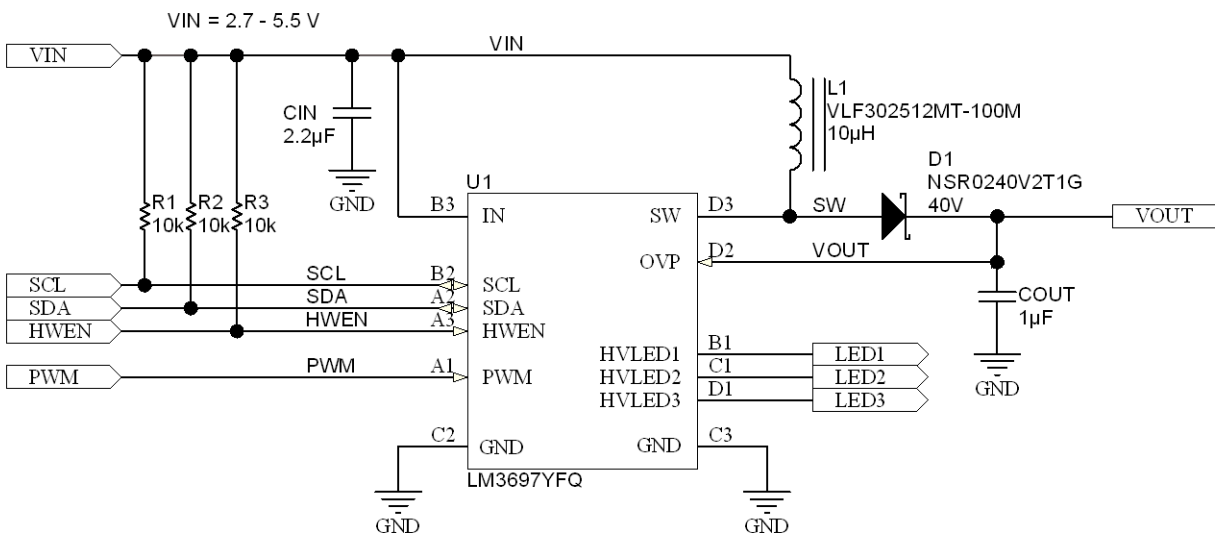 VIN = 2.7 - 5.5 V
VIN
VIN
CIN
2.2µF
GND
L1
VLF302512MT-100M
10µH
D1
NSR0240V2T1G
40V
R1
10k
R2
10k
R3
10k
U1
B3
IN
SW
D3
SW
VOUT
OVP
D2
VOUT
COUT
1µF
GND
SCL
SCL
B2
SCL
SDA
SDA
A2
SDA
HWEN
HWEN
A3
HWEN
PWM
PWM
A1
PWM
HVLED1
B1
LED1
HVLED2
C1
LED2
HVLED3
D1
LED3
C2
GND
GND
C3
LM3697YFQ
GND
GND